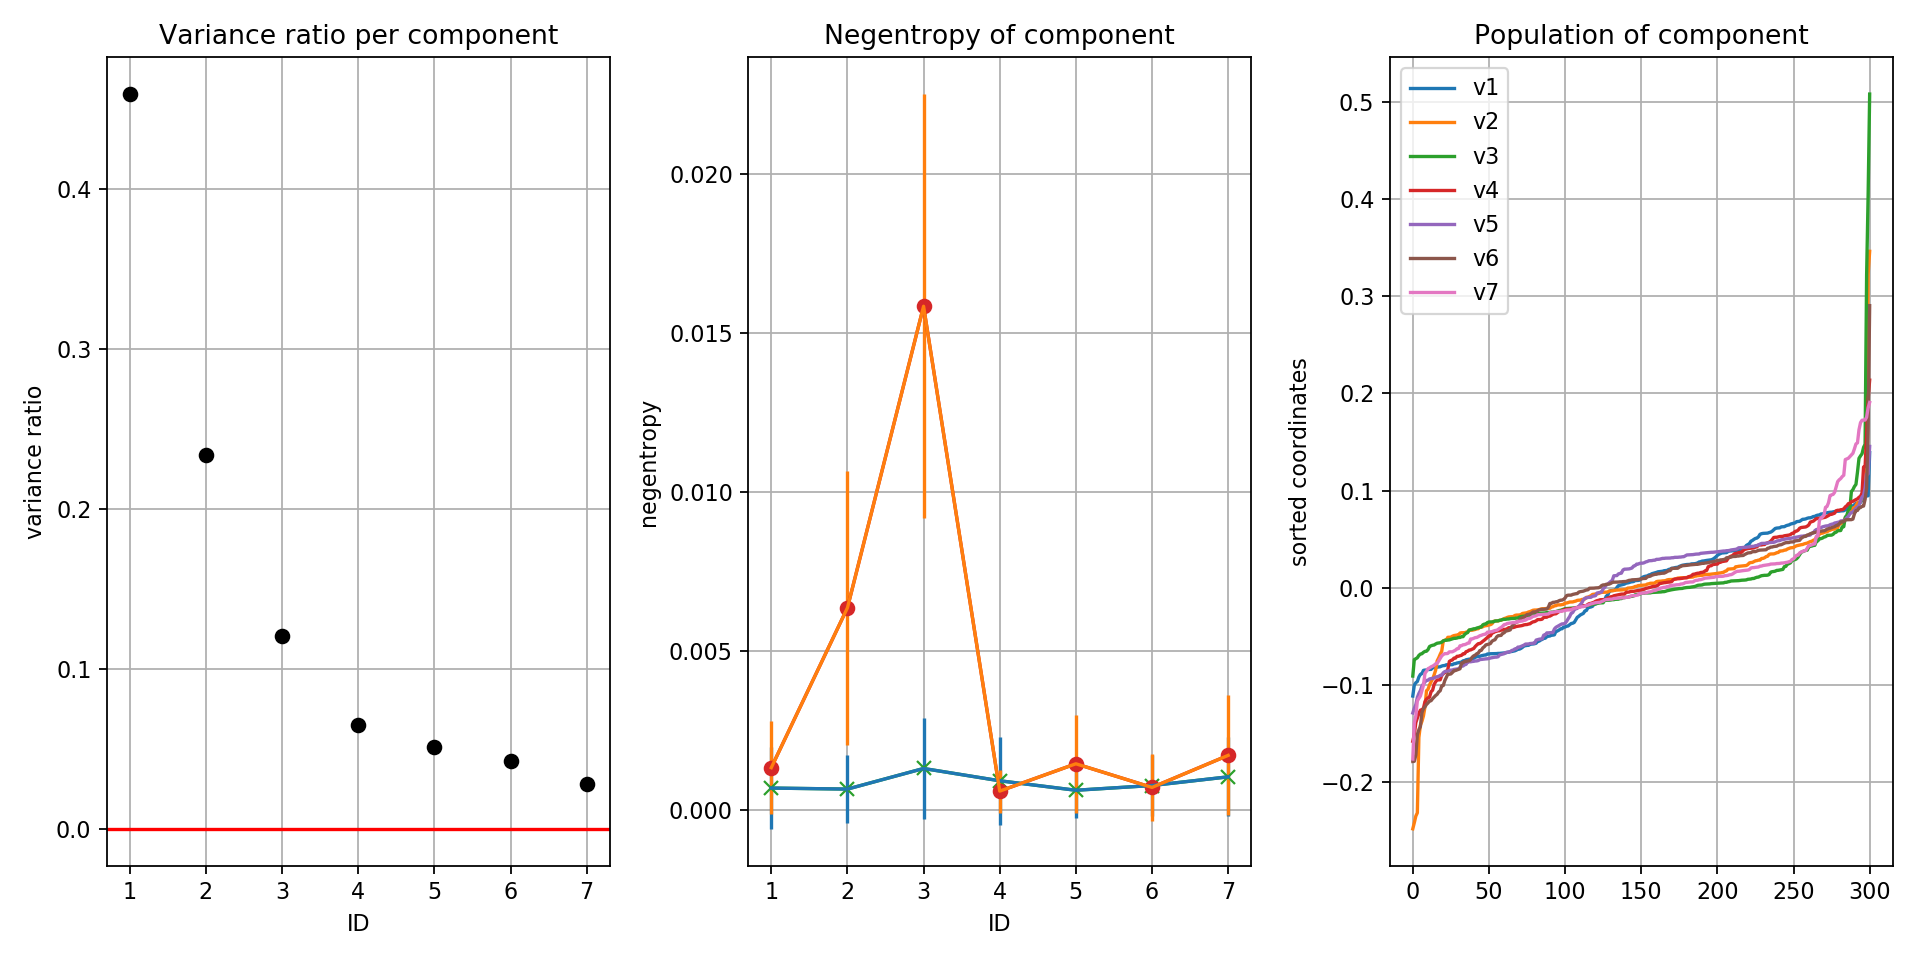 Variance ratio per component
variance ratio
0.4
0.3
0.2
0.1
0.0
1 2 3 4 5 6 7
ID
Negentropy of component
negentropy
0.020
0.015
0.010
0.005
0.000
1 2 3 4 5 6 7
ID
Population of component
sorted coordinates
0.5
0.4
0.3
0.2
0.1
0.0
−0.1
−0.2
0 50 100 150 200 250 300
v1
v2
v3
v4
v5
v6
v7